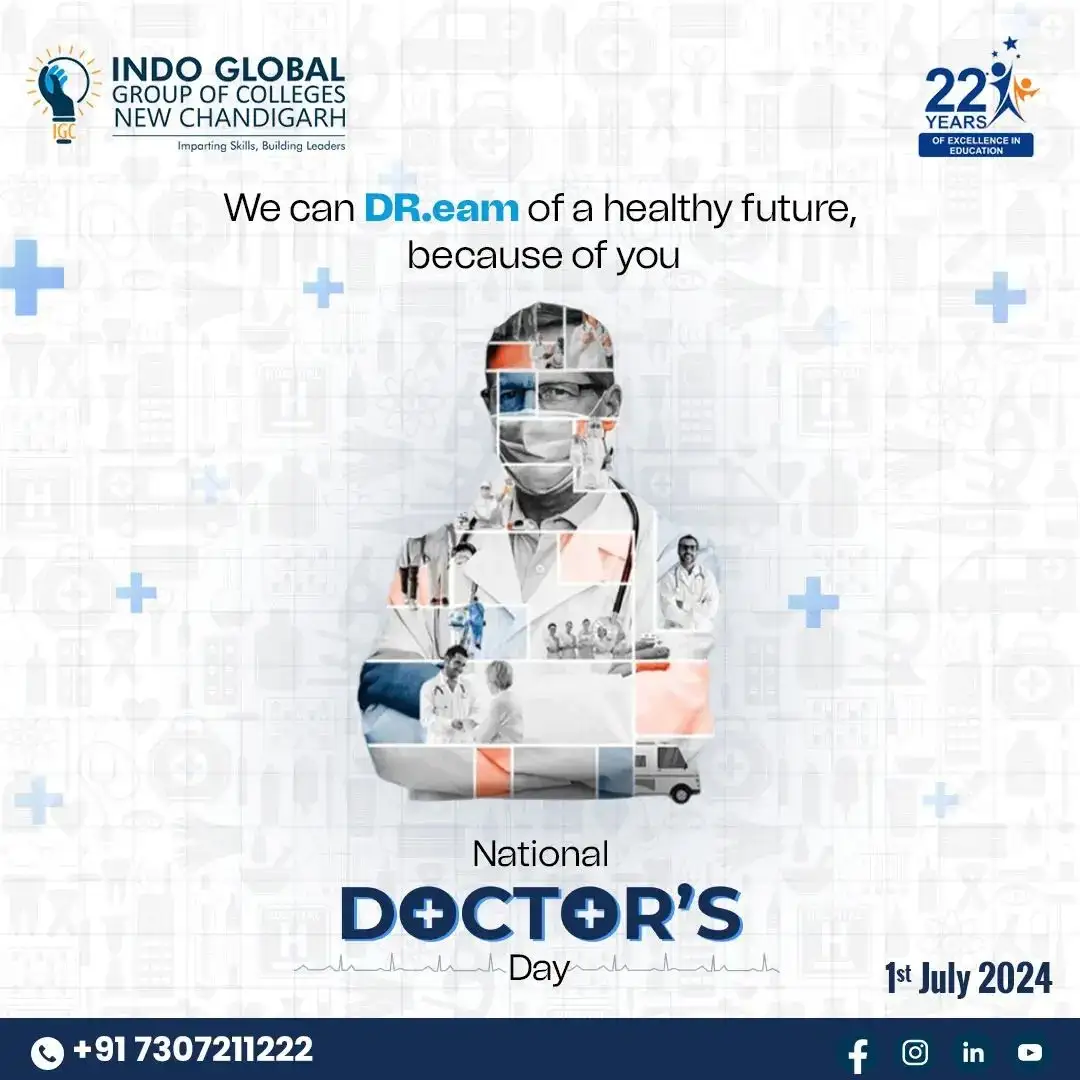 INDO GLOBAL
GROUP OF COLLEGES
NEW CHANDIGARH
Imparting Skills, Building Leaders
IGC
22
YEARS
OF EXCELLENCE IN
EDUCATION
We can DR.eam of a healthy future,
because of you
HOSPITAL
H
National
DOCTOR'S
Day
1st July 2024
+91 7307211222